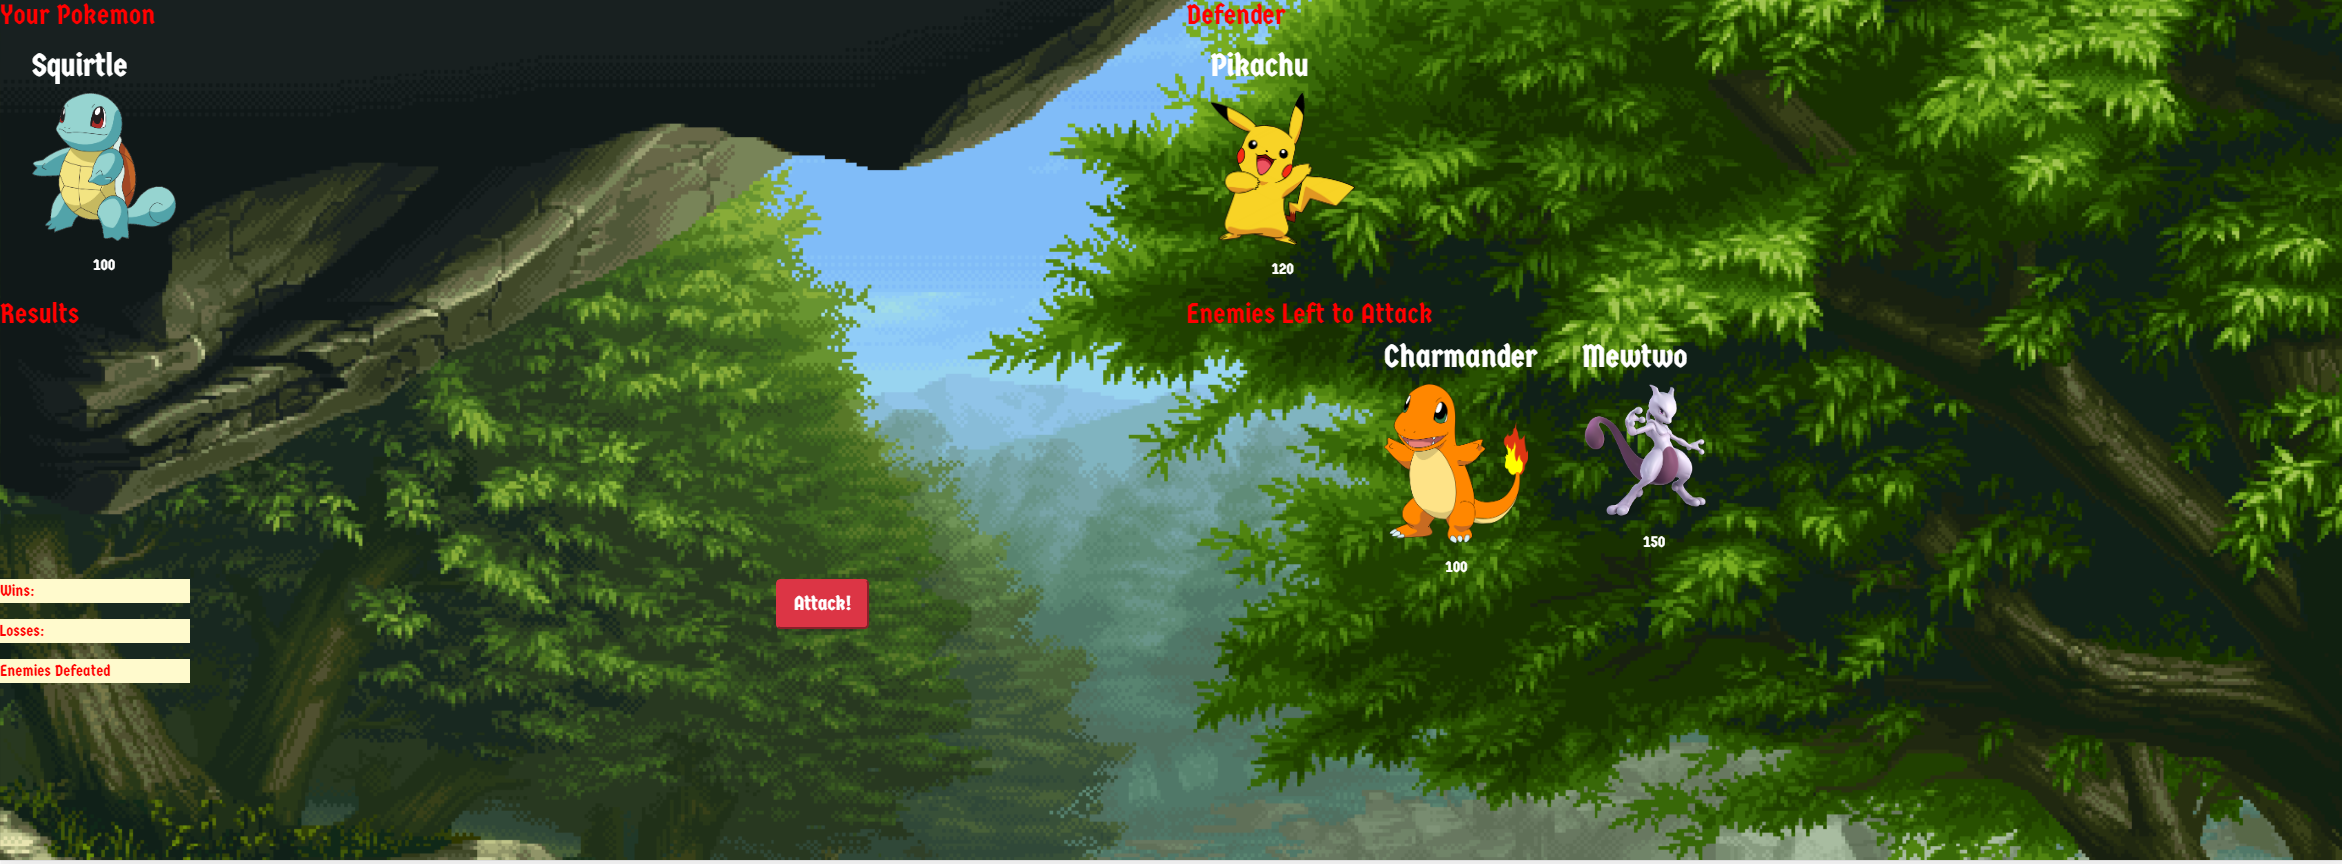 Your Pokemon
Squirtle
100
Defender
Pikachu
120
Results
Enemies Left to Attack
Charmander
100
Mewtwo
150
Wins:
Losses:
Enemies Defeated
Attack!